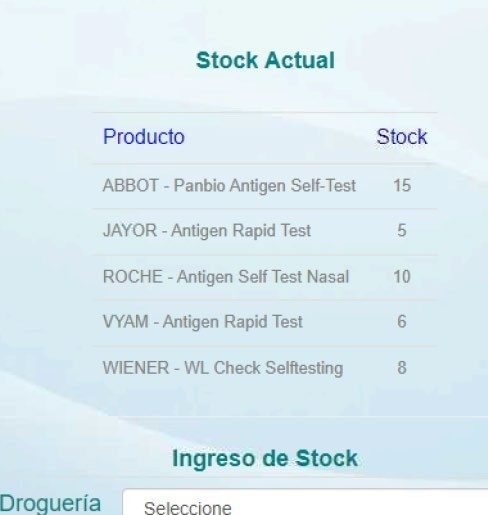 Stock Actual
Producto Stock
ABBOT - Panbio Antigen Self-Test 15
JAYOR - Antigen Rapid Test 5
ROCHE - Antigen Self Test Nasal 10
VYAM - Antigen Rapid Test 6
WIENER - WL Check Selftesting 8
Ingreso de Stock
Droguería Seleccione